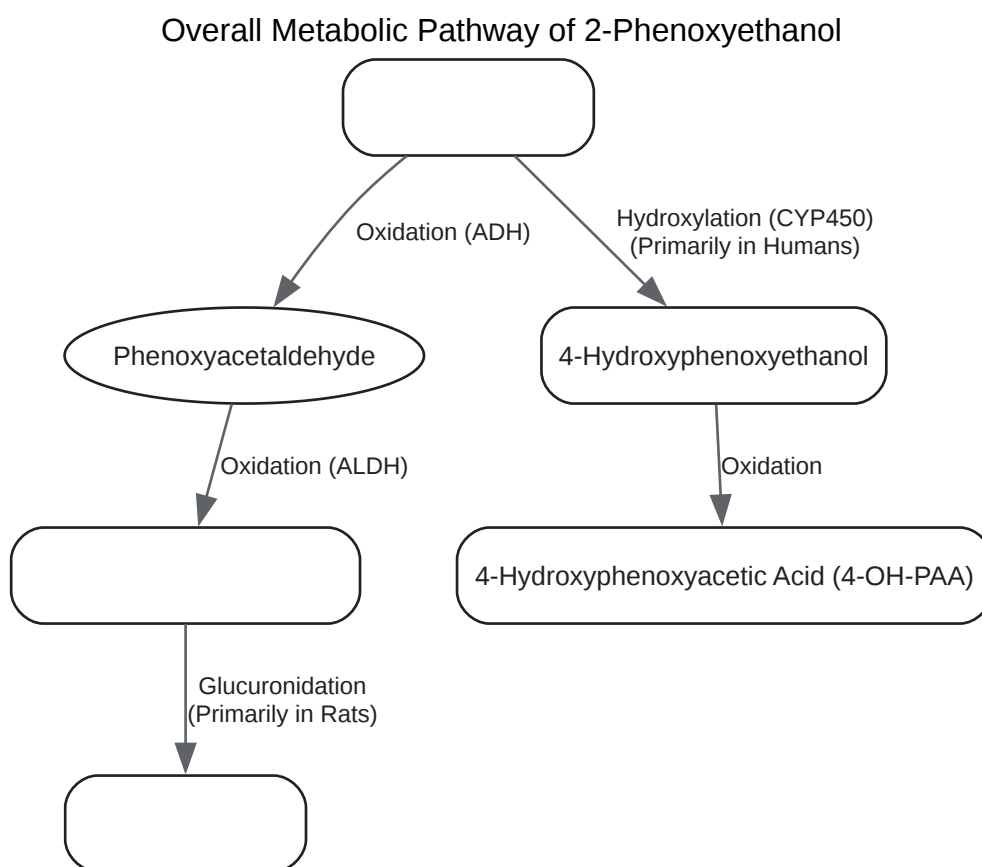 Overall Metabolic Pathway of 2-Phenoxyethanol
Oxidation (ADH)
Hydroxylation (CYP450)
(Primarily in Humans)
Phenoxyacetaldehyde
4-Hydroxyphenoxyethanol
Oxidation (ALDH)
Oxidation
4-Hydroxyphenoxyacetic Acid (4-OH-PAA)
Glucuronidation
(Primarily in Rats)